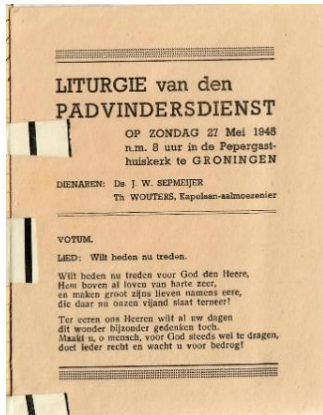 LITURGIE van den
PADVINDERSDIENST
OP ZONDAG 27 Mei 1945
n.m. 8 uur in de Pepergast-
huiskerk te GRONINGEN
DIENAREN: Ds. J. W. SEPMEIJER
Th. WOUTERS, Kapelaan-aalmoezenier
VOTUM.
LIED: Wilt heden nu treden.
Wilt heden nu treden voor God den Heere,
Hem boven al loven van harte zeer,
en maken groot zijns lieven namens eere,
die daar nu onzen vijand slaat terneer!
Ter eeren ons Heeren wilt al uw dagen
dit wonder bijzonder gedenken toch.
Maakt u, o mensch, voor God steeds wel te dragen,
doet ieder recht en wacht u voor bedrog!